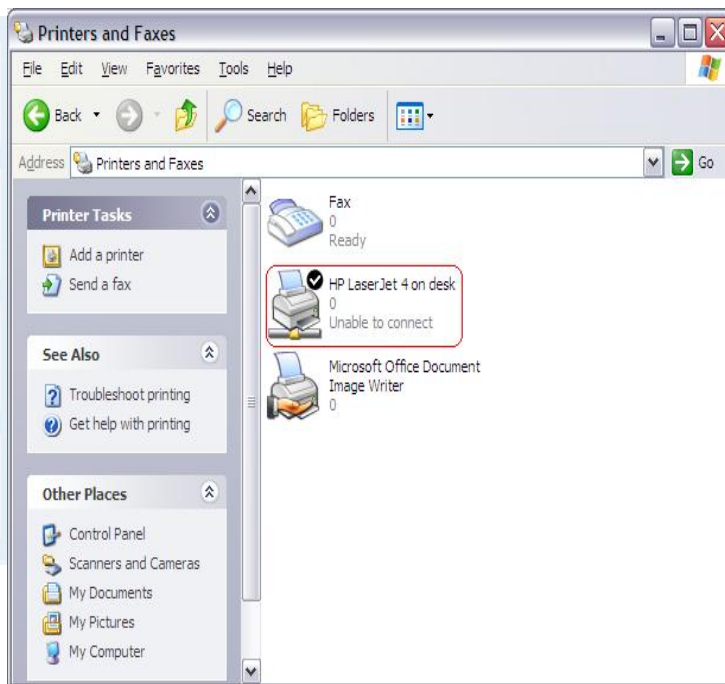 Printers and Faxes
File Edit View Favorites Tools Help
Back Search Folders
Address Printers and Faxes Go
Printer Tasks
Add a printer
Send a fax
See Also
Troubleshoot printing
Get help with printing
Other Places
Control Panel
Scanners and Cameras
My Documents
My Pictures
My Computer
Fax
0
Ready
HP LaserJet 4 on desk
0
Unable to connect
Microsoft Office Document
Image Writer
0